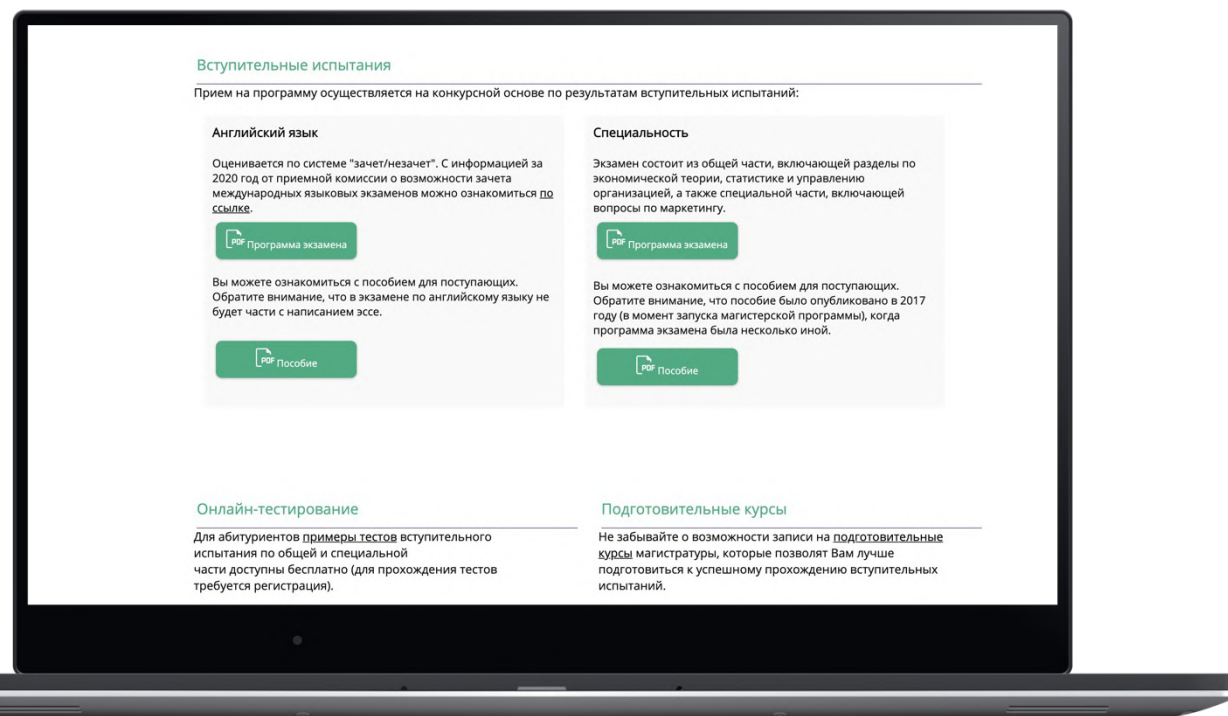 Вступительные испытания
Прием на программу осуществляется на конкурсной основе по результатам вступительных испытаний:
Английский язык
Оценивается по системе "зачет/незачет". С информацией за
2020 год от приемной комиссии о возможности зачета
международных языковых экзаменов можно ознакомиться по
ссылке.
PDF Программа экзамена
Вы можете ознакомиться с пособием для поступающих.
Обратите внимание, что в экзамене по английскому языку не
будет части с написанием эссе.
PDF Пособие
Специальность
Экзамен состоит из общей части, включающей разделы по
экономической теории, статистике и управлению
организацией, а также специальной части, включающей
вопросы по маркетингу.
PDF Программа экзамена
Вы можете ознакомиться с пособием для поступающих.
Обратите внимание, что пособие было опубликовано в 2017
году (в момент запуска магистерской программы), когда
программа экзамена была несколько иной.
PDF Пособие
Онлайн-тестирование
Для абитуриентов примеры тестов вступительного
испытания по общей и специальной
части доступны бесплатно (для прохождения тестов
требуется регистрация).
Подготовительные курсы
Не забывайте о возможности записи на подготовительные
курсы магистратуры, которые позволят Вам лучше
подготовиться к успешному прохождению вступительных
испытаний.